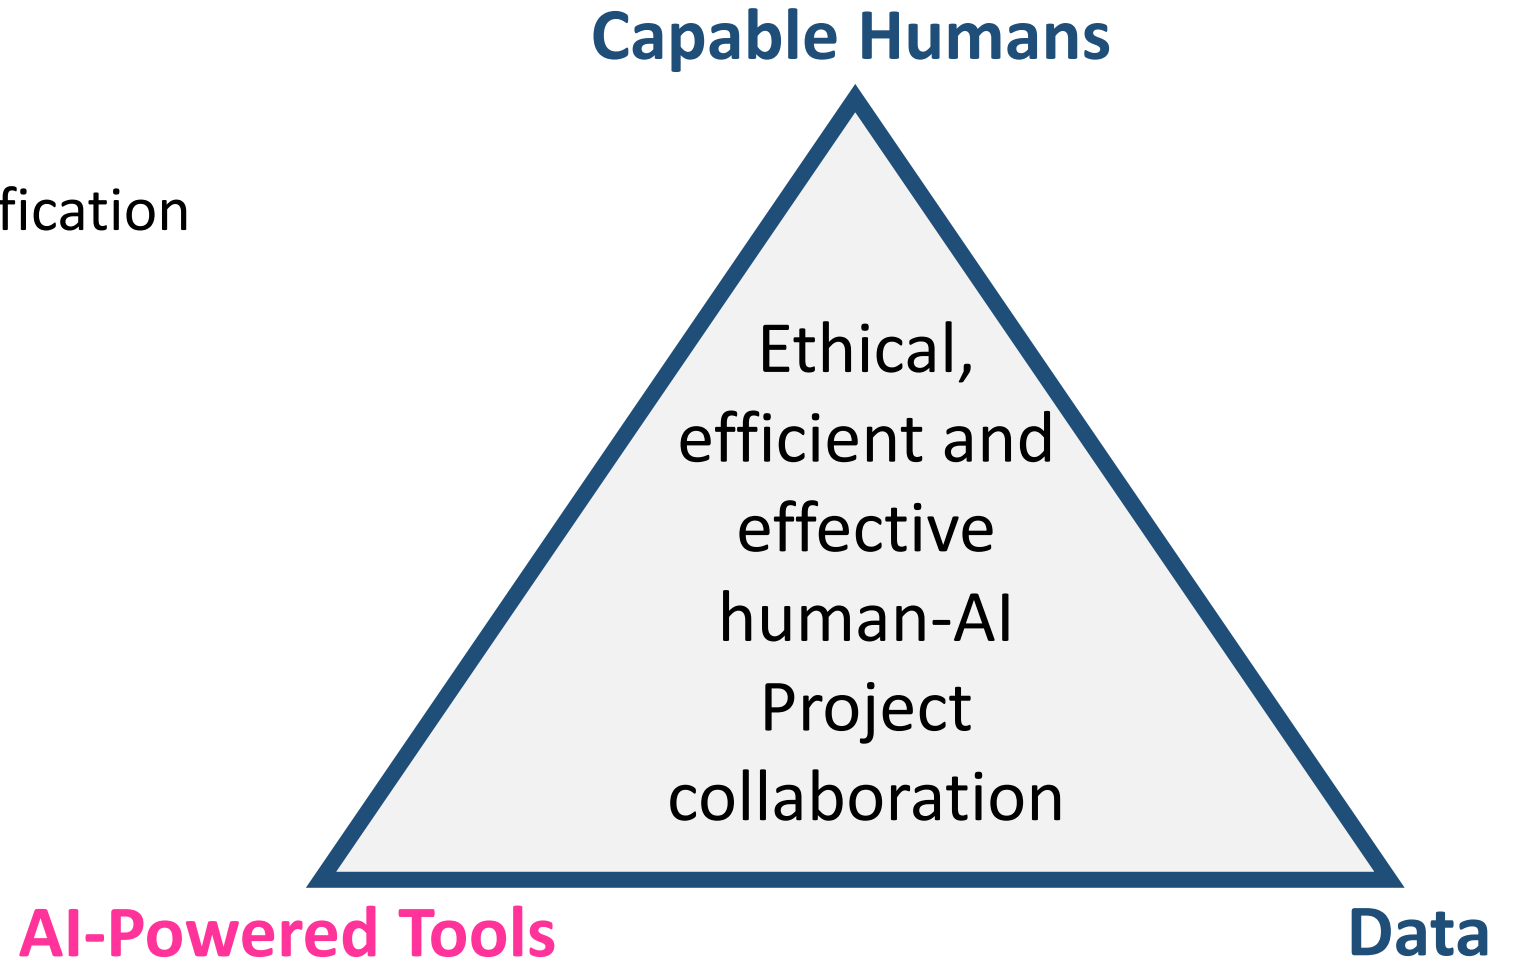 Capable Humans
fication
Ethical,
efficient and
effective
human-AI
Project
collaboration
AI-Powered Tools
Data